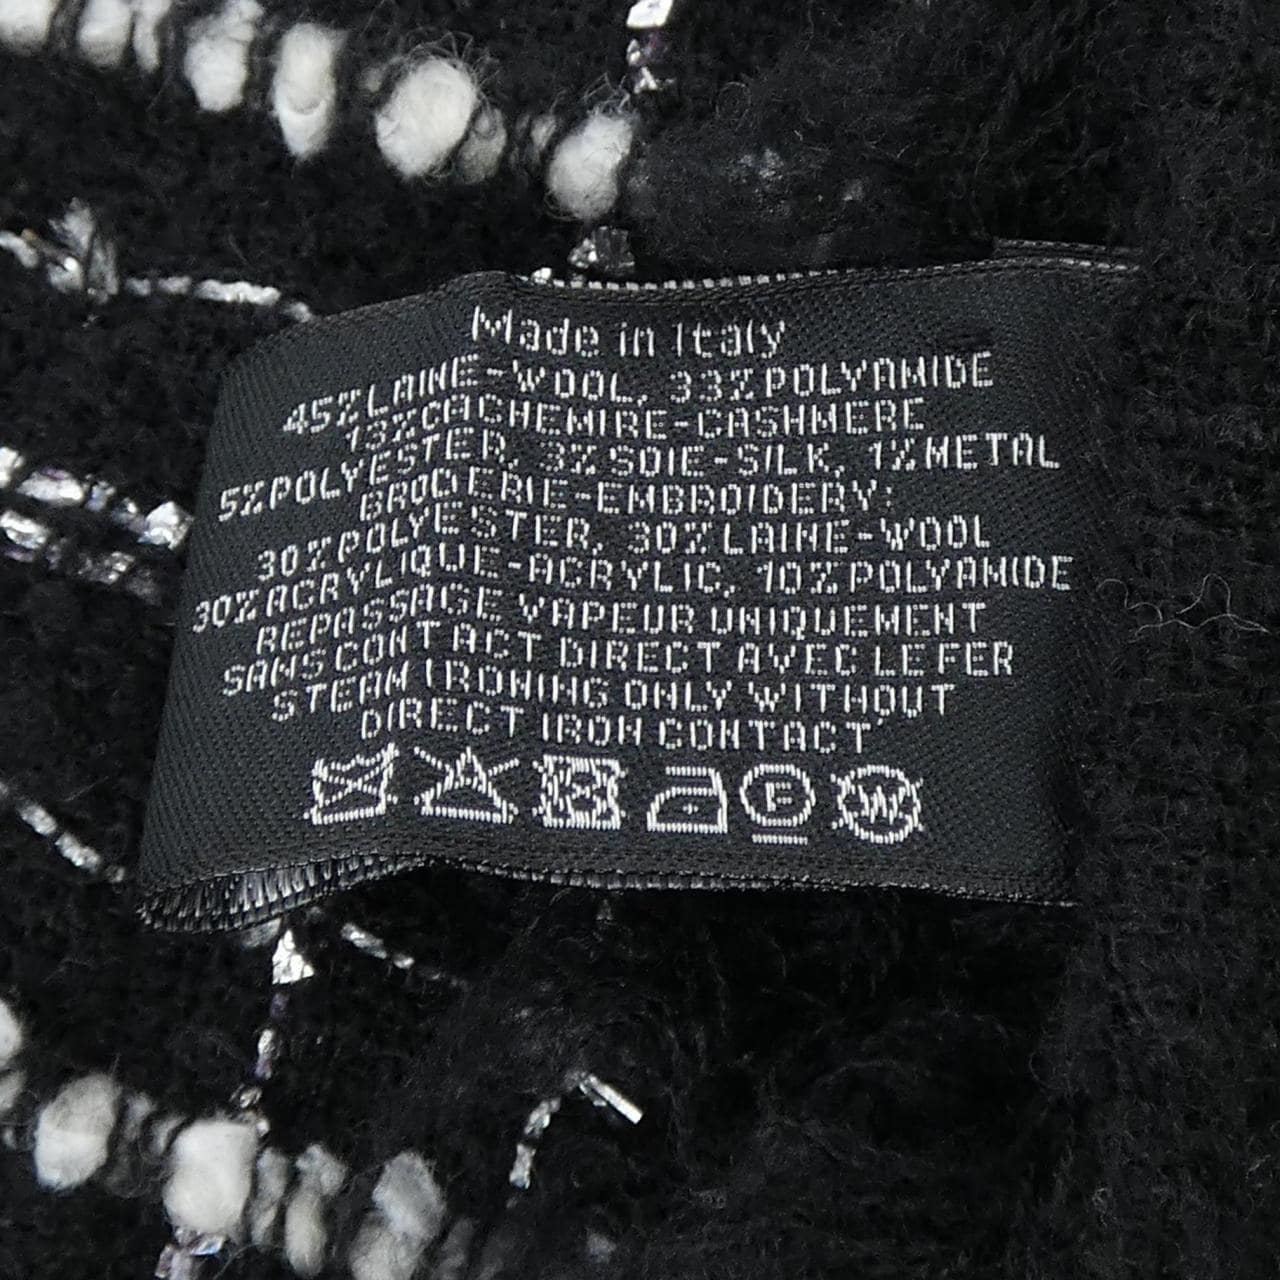 Made in Italy
45% LAINE-WOOL, 33% POLYAMIDE
13% CACHEMIRE-CASHMERE
5% POLYESTER, 3% SOIE-SILK, 1% METAL
BRODERIE-EMBROIDERY:
30% POLYESTER, 30% LAINE-WOOL
30% ACRYLIQUE-ACRYLIC, 10% POLYAMIDE
REPASSAGE VAPEUR UNIQUEMENT
SANS CONTACT DIRECT AVEC LE FER
STEAM IRONING ONLY WITHOUT
DIRECT IRON CONTACT
P W